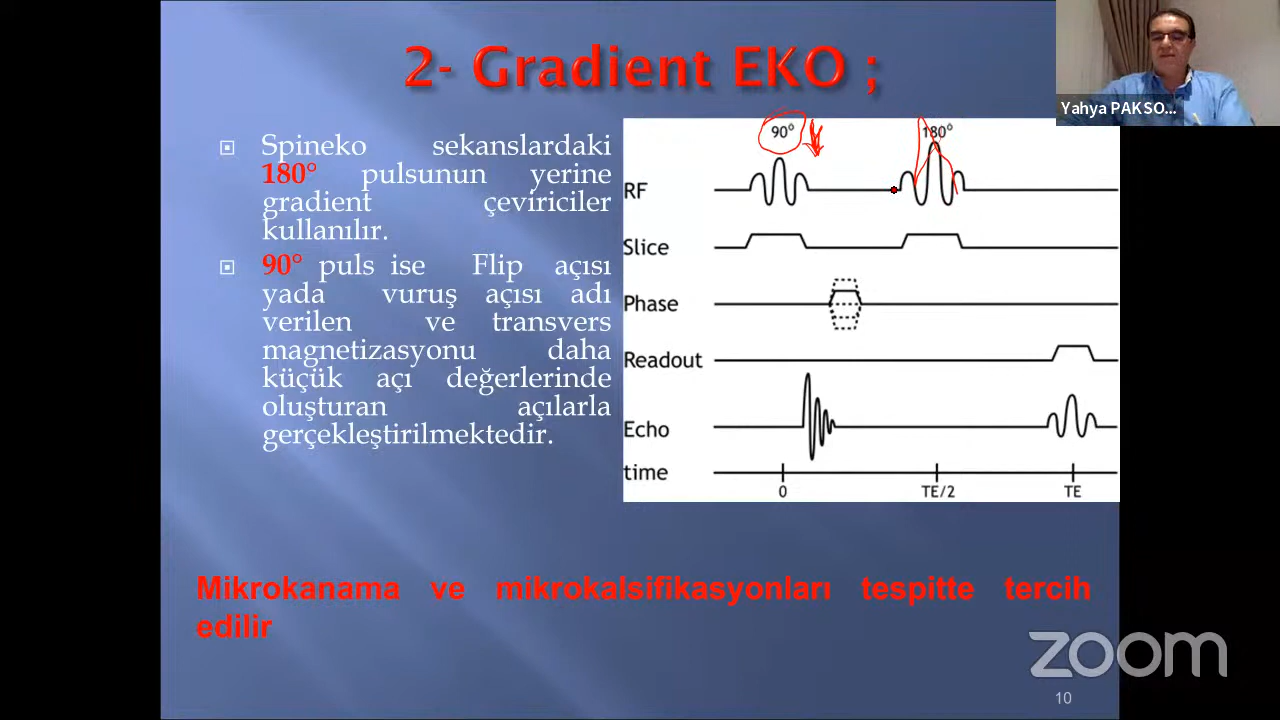 2- Gradient EKO ;
Yahya PAKSO...
Spineko sekanslardaki
180° pulsunun yerine
gradient çeviriciler
kullanılır.
90° puls ise Flip açısı
yada vuruş açısı adı
verilen ve transvers
magnetizasyonu daha
küçük açı değerlerinde
oluşturan açılarla
gerçekleştirilmektedir.
90° 180°
RF
Slice
Phase
Readout
Echo
time
0 TE/2 TE
Mikrokanama ve mikrokalsifikasyonları tespitte tercih
edilir
zoom
10